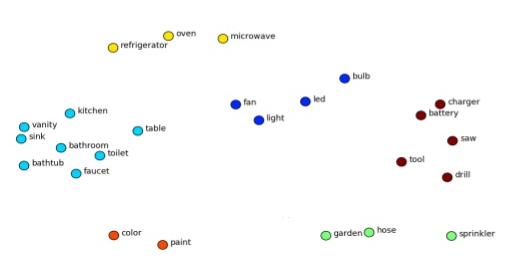 oven
microwave
refrigerator
bulb
fan
led
charger
kitchen
battery
light
vanity
table
sink
saw
bathroom
toilet
tool
bathtub
faucet
drill
color
garden
hose
sprinkler
paint